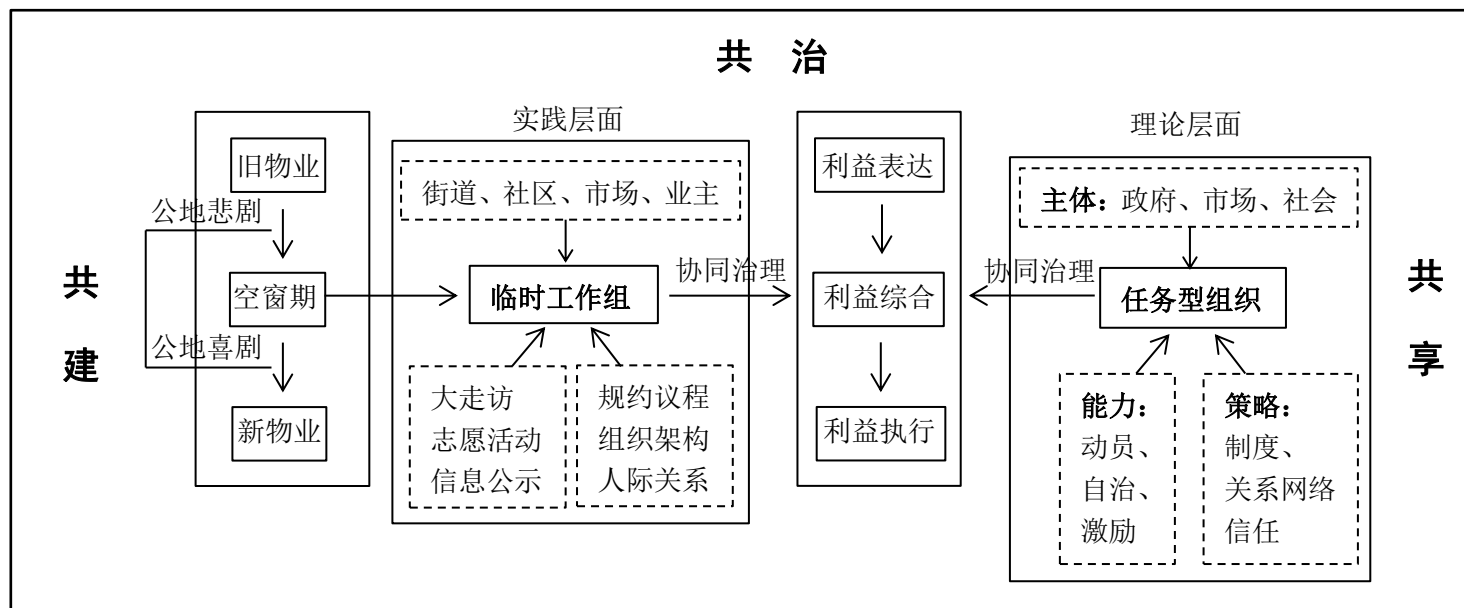 共 治
实践层面
理论层面
旧物业
公地悲剧
空窗期
公地喜剧
新物业
共
建
街道、社区、市场、业主
临时工作组
大走访
志愿活动
信息公示
规约议程
组织架构
人际关系
协同治理
利益表达
利益综合
利益执行
协同治理
主体：政府、市场、社会
任务型组织
能力：
动员、
自治、
激励
策略：
制度、
关系网络
信任
共
享